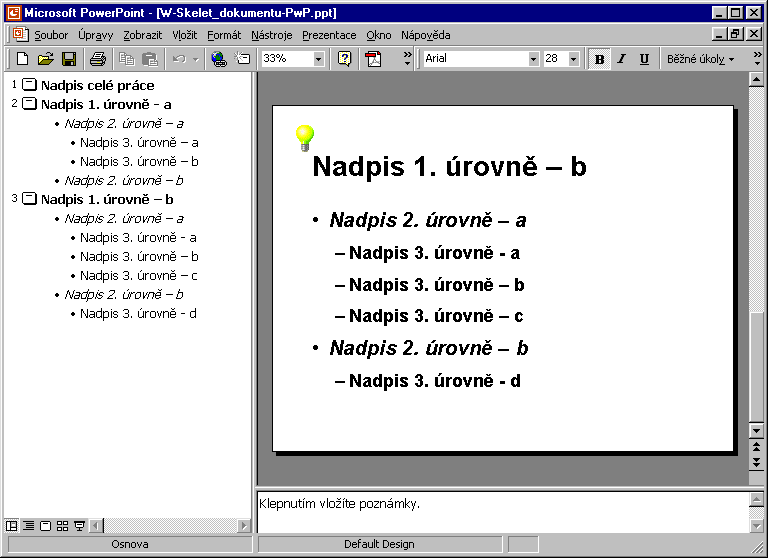 Microsoft PowerPoint - [W-Skelet_dokumentu-PwP.ppt]
Soubor Úpravy Zobrazit Vložit Formát Nástroje Prezentace Okno Nápověda
33% Arial 28 B I U Běžné úkoly
1 Nadpis celé práce
2 Nadpis 1. úrovně - a
• Nadpis 2. úrovně – a
• Nadpis 3. úrovně – a
• Nadpis 3. úrovně – b
• Nadpis 2. úrovně – b
3 Nadpis 1. úrovně – b
• Nadpis 2. úrovně – a
• Nadpis 3. úrovně - a
• Nadpis 3. úrovně – b
• Nadpis 3. úrovně – c
• Nadpis 2. úrovně – b
• Nadpis 3. úrovně - d
Nadpis 1. úrovně – b
• Nadpis 2. úrovně – a
– Nadpis 3. úrovně - a
– Nadpis 3. úrovně – b
– Nadpis 3. úrovně – c
• Nadpis 2. úrovně – b
– Nadpis 3. úrovně - d
Klepnutím vložíte poznámky.
Osnova Default Design